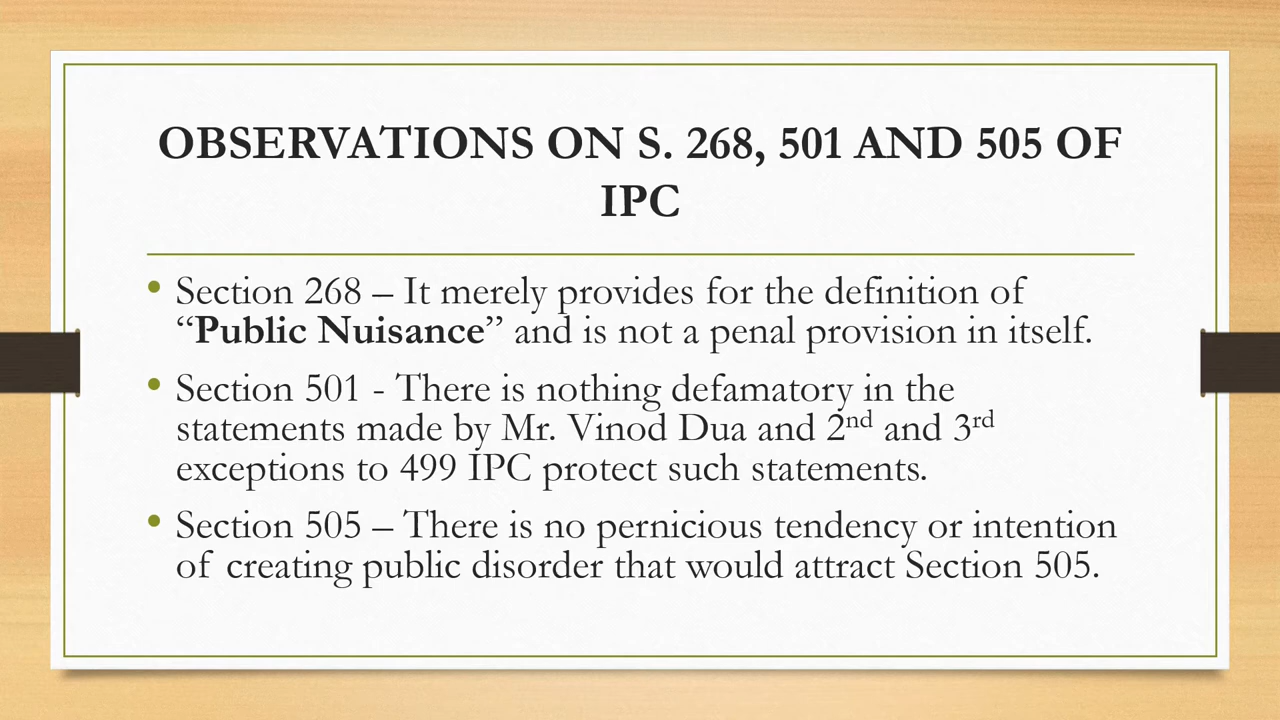 OBSERVATIONS ON S. 268, 501 AND 505 OF
IPC
• Section 268 – It merely provides for the definition of
“Public Nuisance” and is not a penal provision in itself.
• Section 501 - There is nothing defamatory in the
statements made by Mr. Vinod Dua and 2nd and 3rd
exceptions to 499 IPC protect such statements.
• Section 505 – There is no pernicious tendency or intention
of creating public disorder that would attract Section 505.